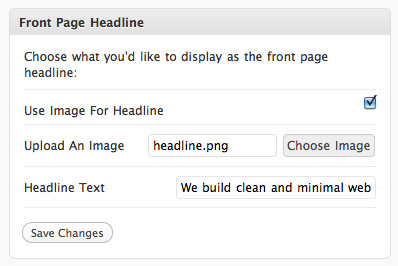 Front Page Headline
Choose what you'd like to display as the front page
headline:
Use Image For Headline
Upload An Image headline.png Choose Image
Headline Text We build clean and minimal web
Save Changes